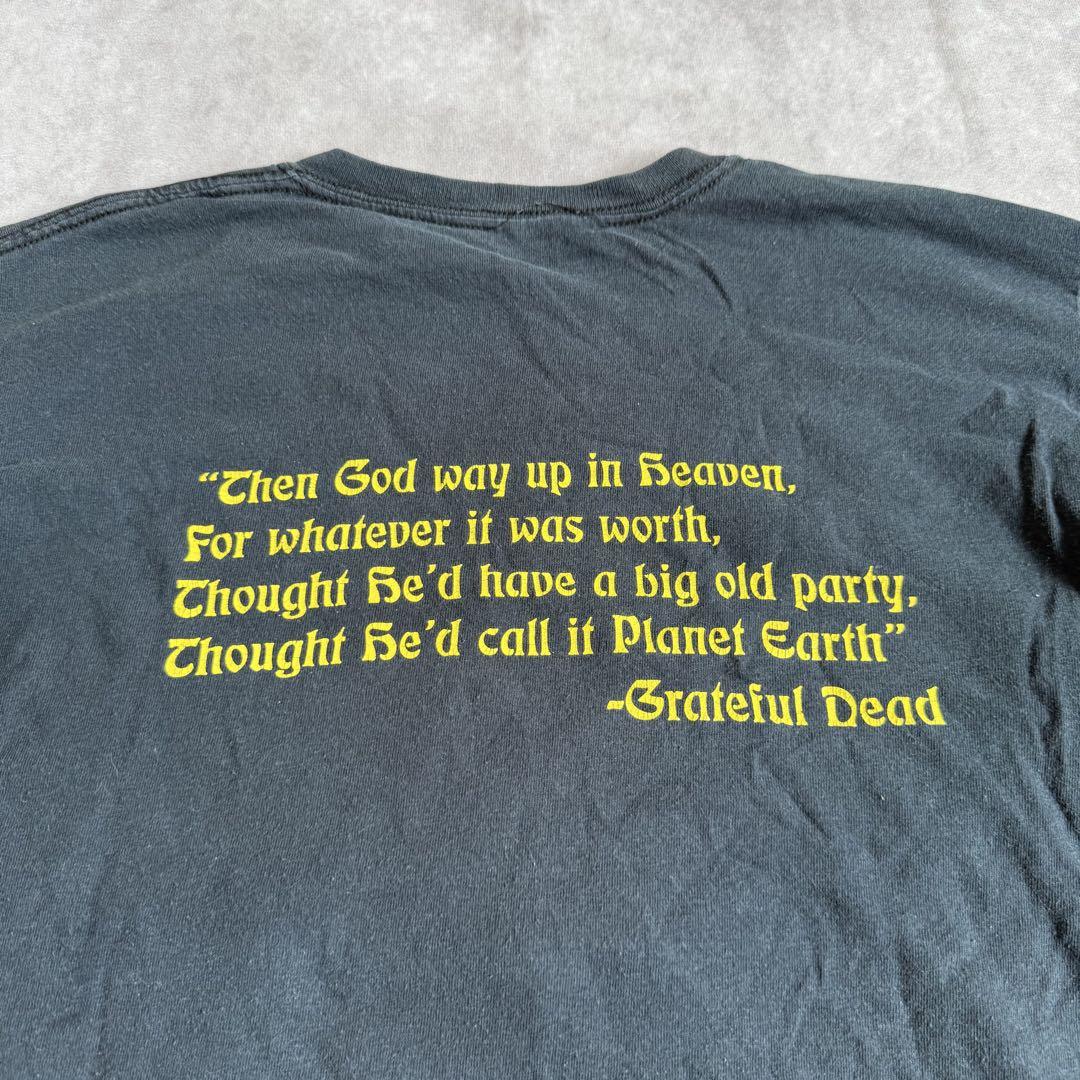 “Then God way up in Heaven,
For whatever it was worth,
Thought He’d have a big old party,
Thought He’d call it Planet Earth”
-Grateful Dead